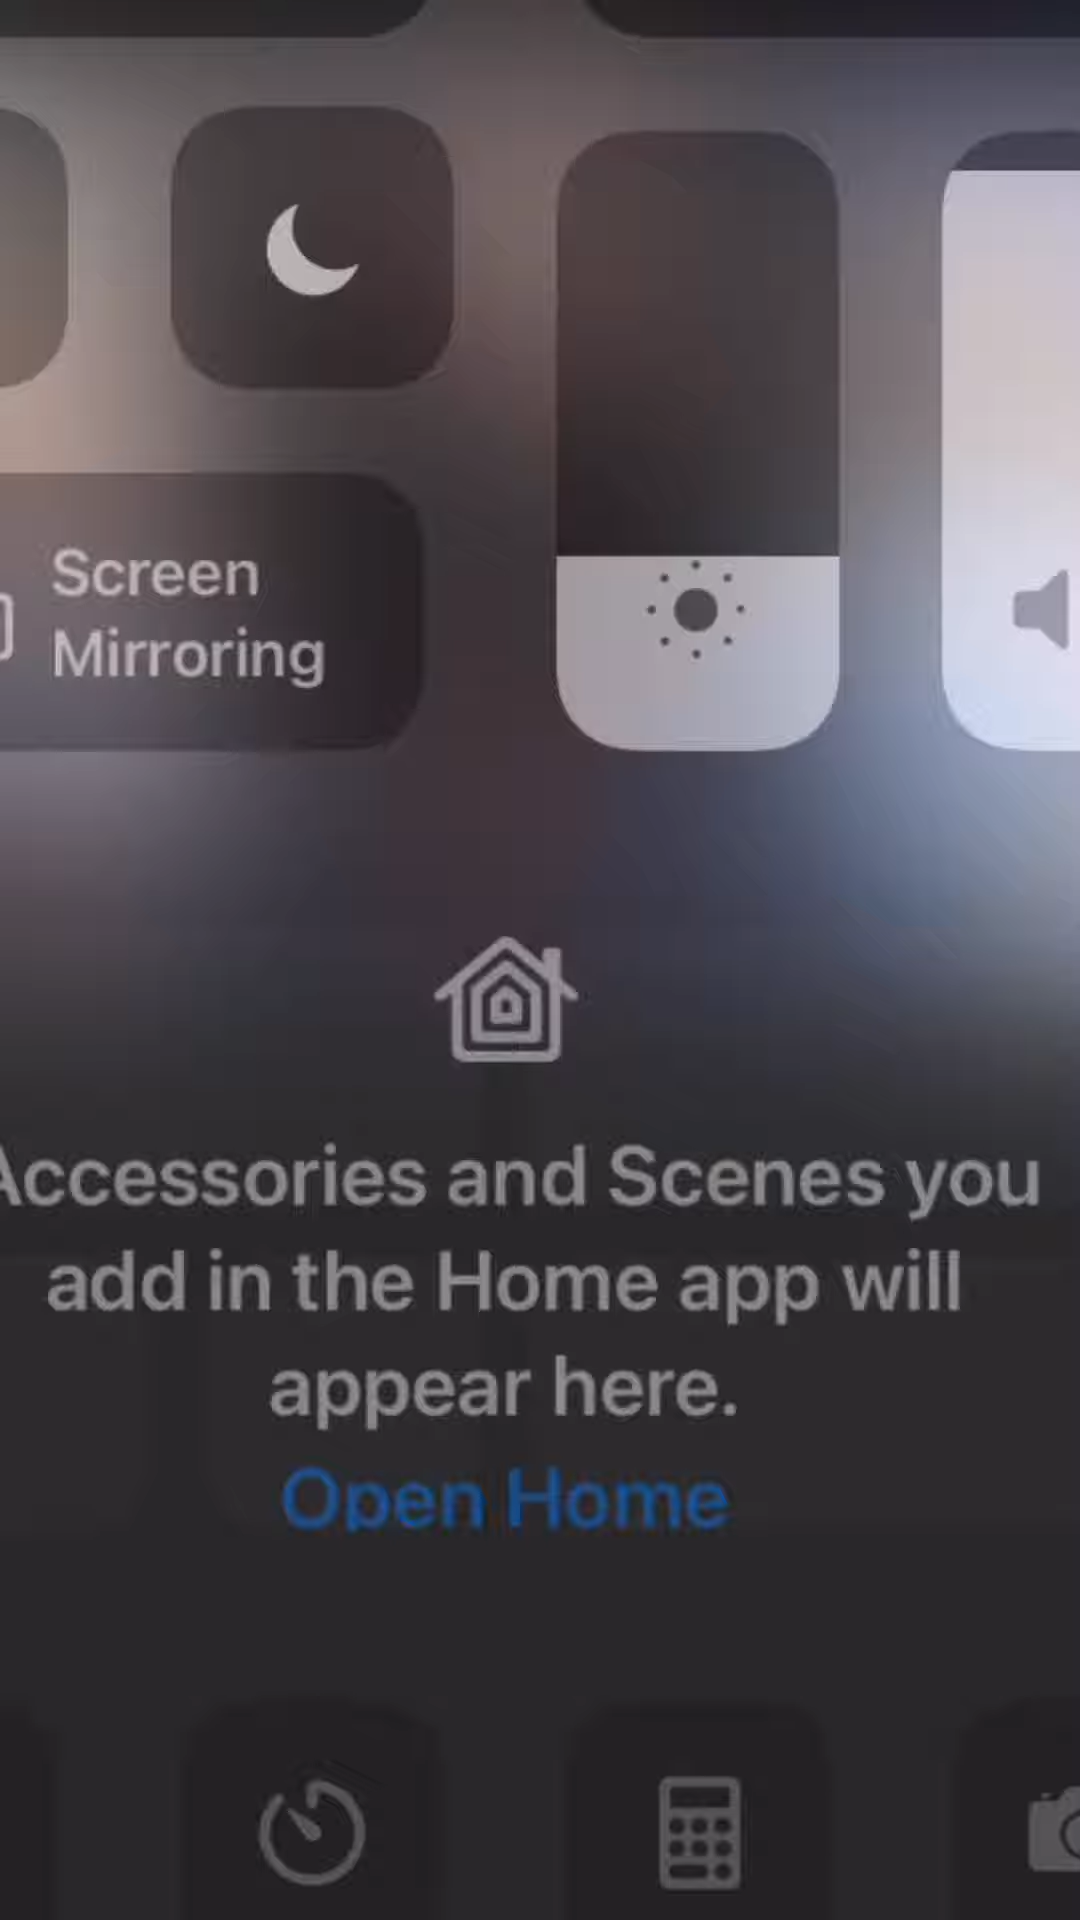 Screen
Mirroring
Accessories and Scenes you
add in the Home app will
appear here.
Open Home